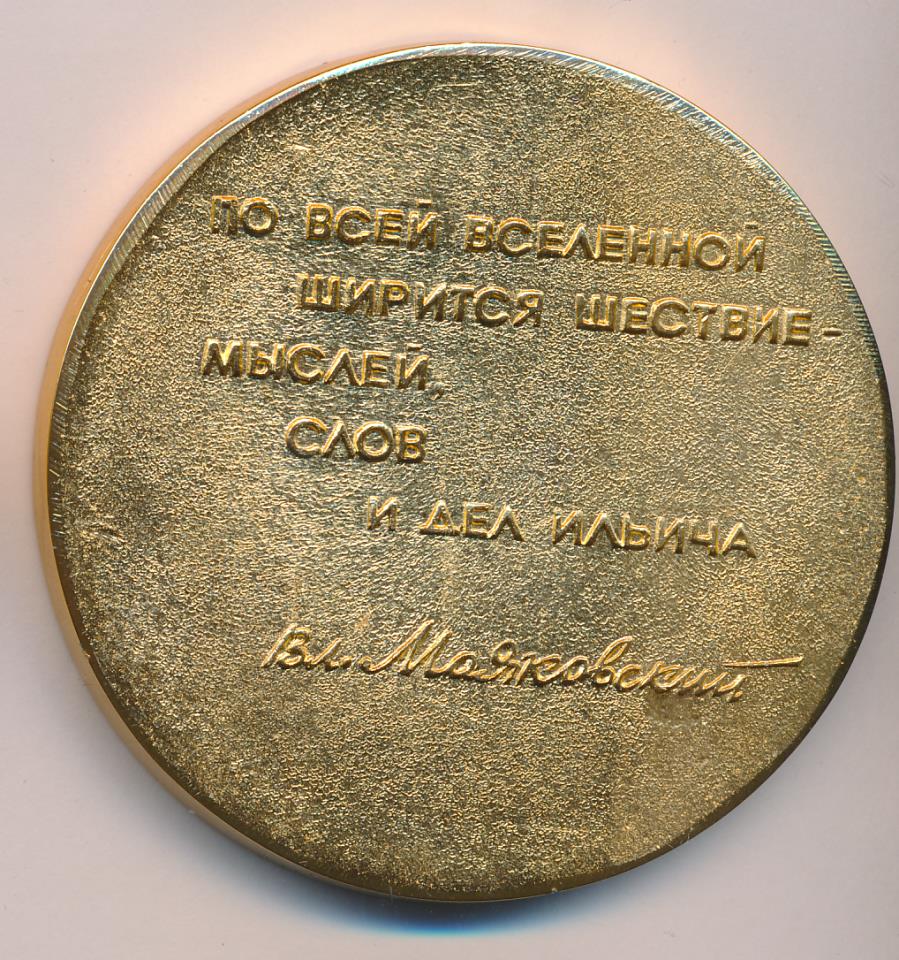 ПО ВСЕЙ ВСЕЛЕННОЙ
ШИРИТСЯ ШЕСТВИЕ-
МЫСЛЕЙ,
СЛОВ
И ДЕЛ ИЛЬИЧА
Вл. Маяковский.